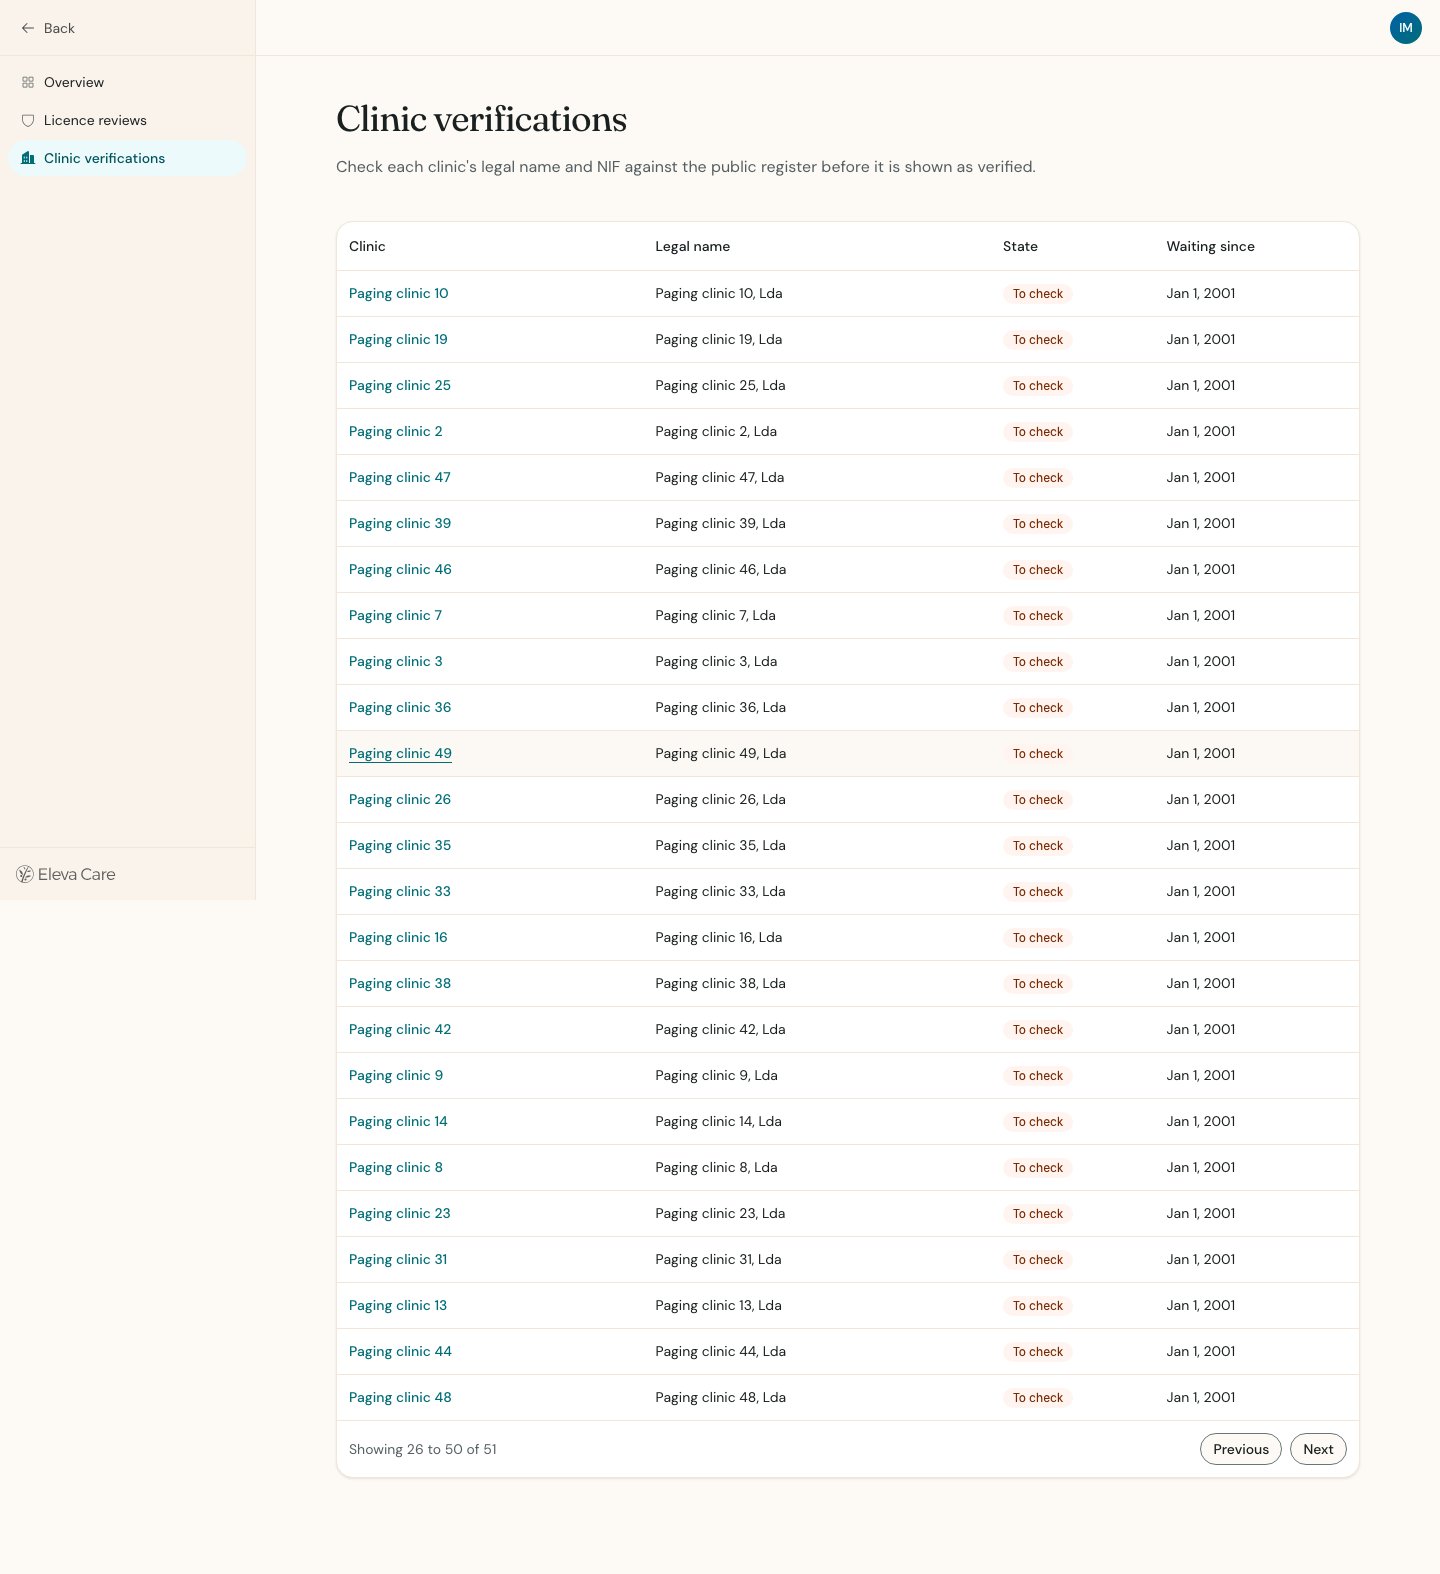 Back
IM
Overview
Licence reviews
Clinic verifications
Clinic verifications
Check each clinic's legal name and NIF against the public register before it is shown as verified.
Clinic Legal name State Waiting since
Paging clinic 10 Paging clinic 10, Lda To check Jan 1, 2001
Paging clinic 19 Paging clinic 19, Lda To check Jan 1, 2001
Paging clinic 25 Paging clinic 25, Lda To check Jan 1, 2001
Paging clinic 2 Paging clinic 2, Lda To check Jan 1, 2001
Paging clinic 47 Paging clinic 47, Lda To check Jan 1, 2001
Paging clinic 39 Paging clinic 39, Lda To check Jan 1, 2001
Paging clinic 46 Paging clinic 46, Lda To check Jan 1, 2001
Paging clinic 7 Paging clinic 7, Lda To check Jan 1, 2001
Paging clinic 3 Paging clinic 3, Lda To check Jan 1, 2001
Paging clinic 36 Paging clinic 36, Lda To check Jan 1, 2001
Paging clinic 49 Paging clinic 49, Lda To check Jan 1, 2001
Paging clinic 26 Paging clinic 26, Lda To check Jan 1, 2001
Paging clinic 35 Paging clinic 35, Lda To check Jan 1, 2001
Paging clinic 33 Paging clinic 33, Lda To check Jan 1, 2001
Paging clinic 16 Paging clinic 16, Lda To check Jan 1, 2001
Paging clinic 38 Paging clinic 38, Lda To check Jan 1, 2001
Paging clinic 42 Paging clinic 42, Lda To check Jan 1, 2001
Paging clinic 9 Paging clinic 9, Lda To check Jan 1, 2001
Paging clinic 14 Paging clinic 14, Lda To check Jan 1, 2001
Paging clinic 8 Paging clinic 8, Lda To check Jan 1, 2001
Paging clinic 23 Paging clinic 23, Lda To check Jan 1, 2001
Paging clinic 31 Paging clinic 31, Lda To check Jan 1, 2001
Paging clinic 13 Paging clinic 13, Lda To check Jan 1, 2001
Paging clinic 44 Paging clinic 44, Lda To check Jan 1, 2001
Paging clinic 48 Paging clinic 48, Lda To check Jan 1, 2001
Showing 26 to 50 of 51 Previous Next
Eleva Care